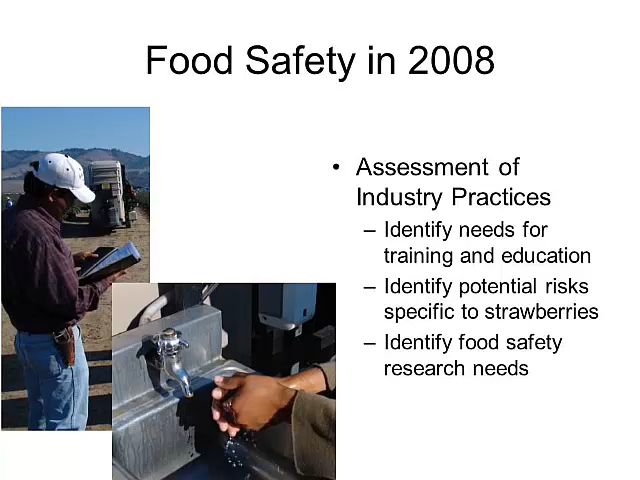 Food Safety in 2008
• Assessment of
Industry Practices
– Identify needs for
training and education
– Identify potential risks
specific to strawberries
– Identify food safety
research needs